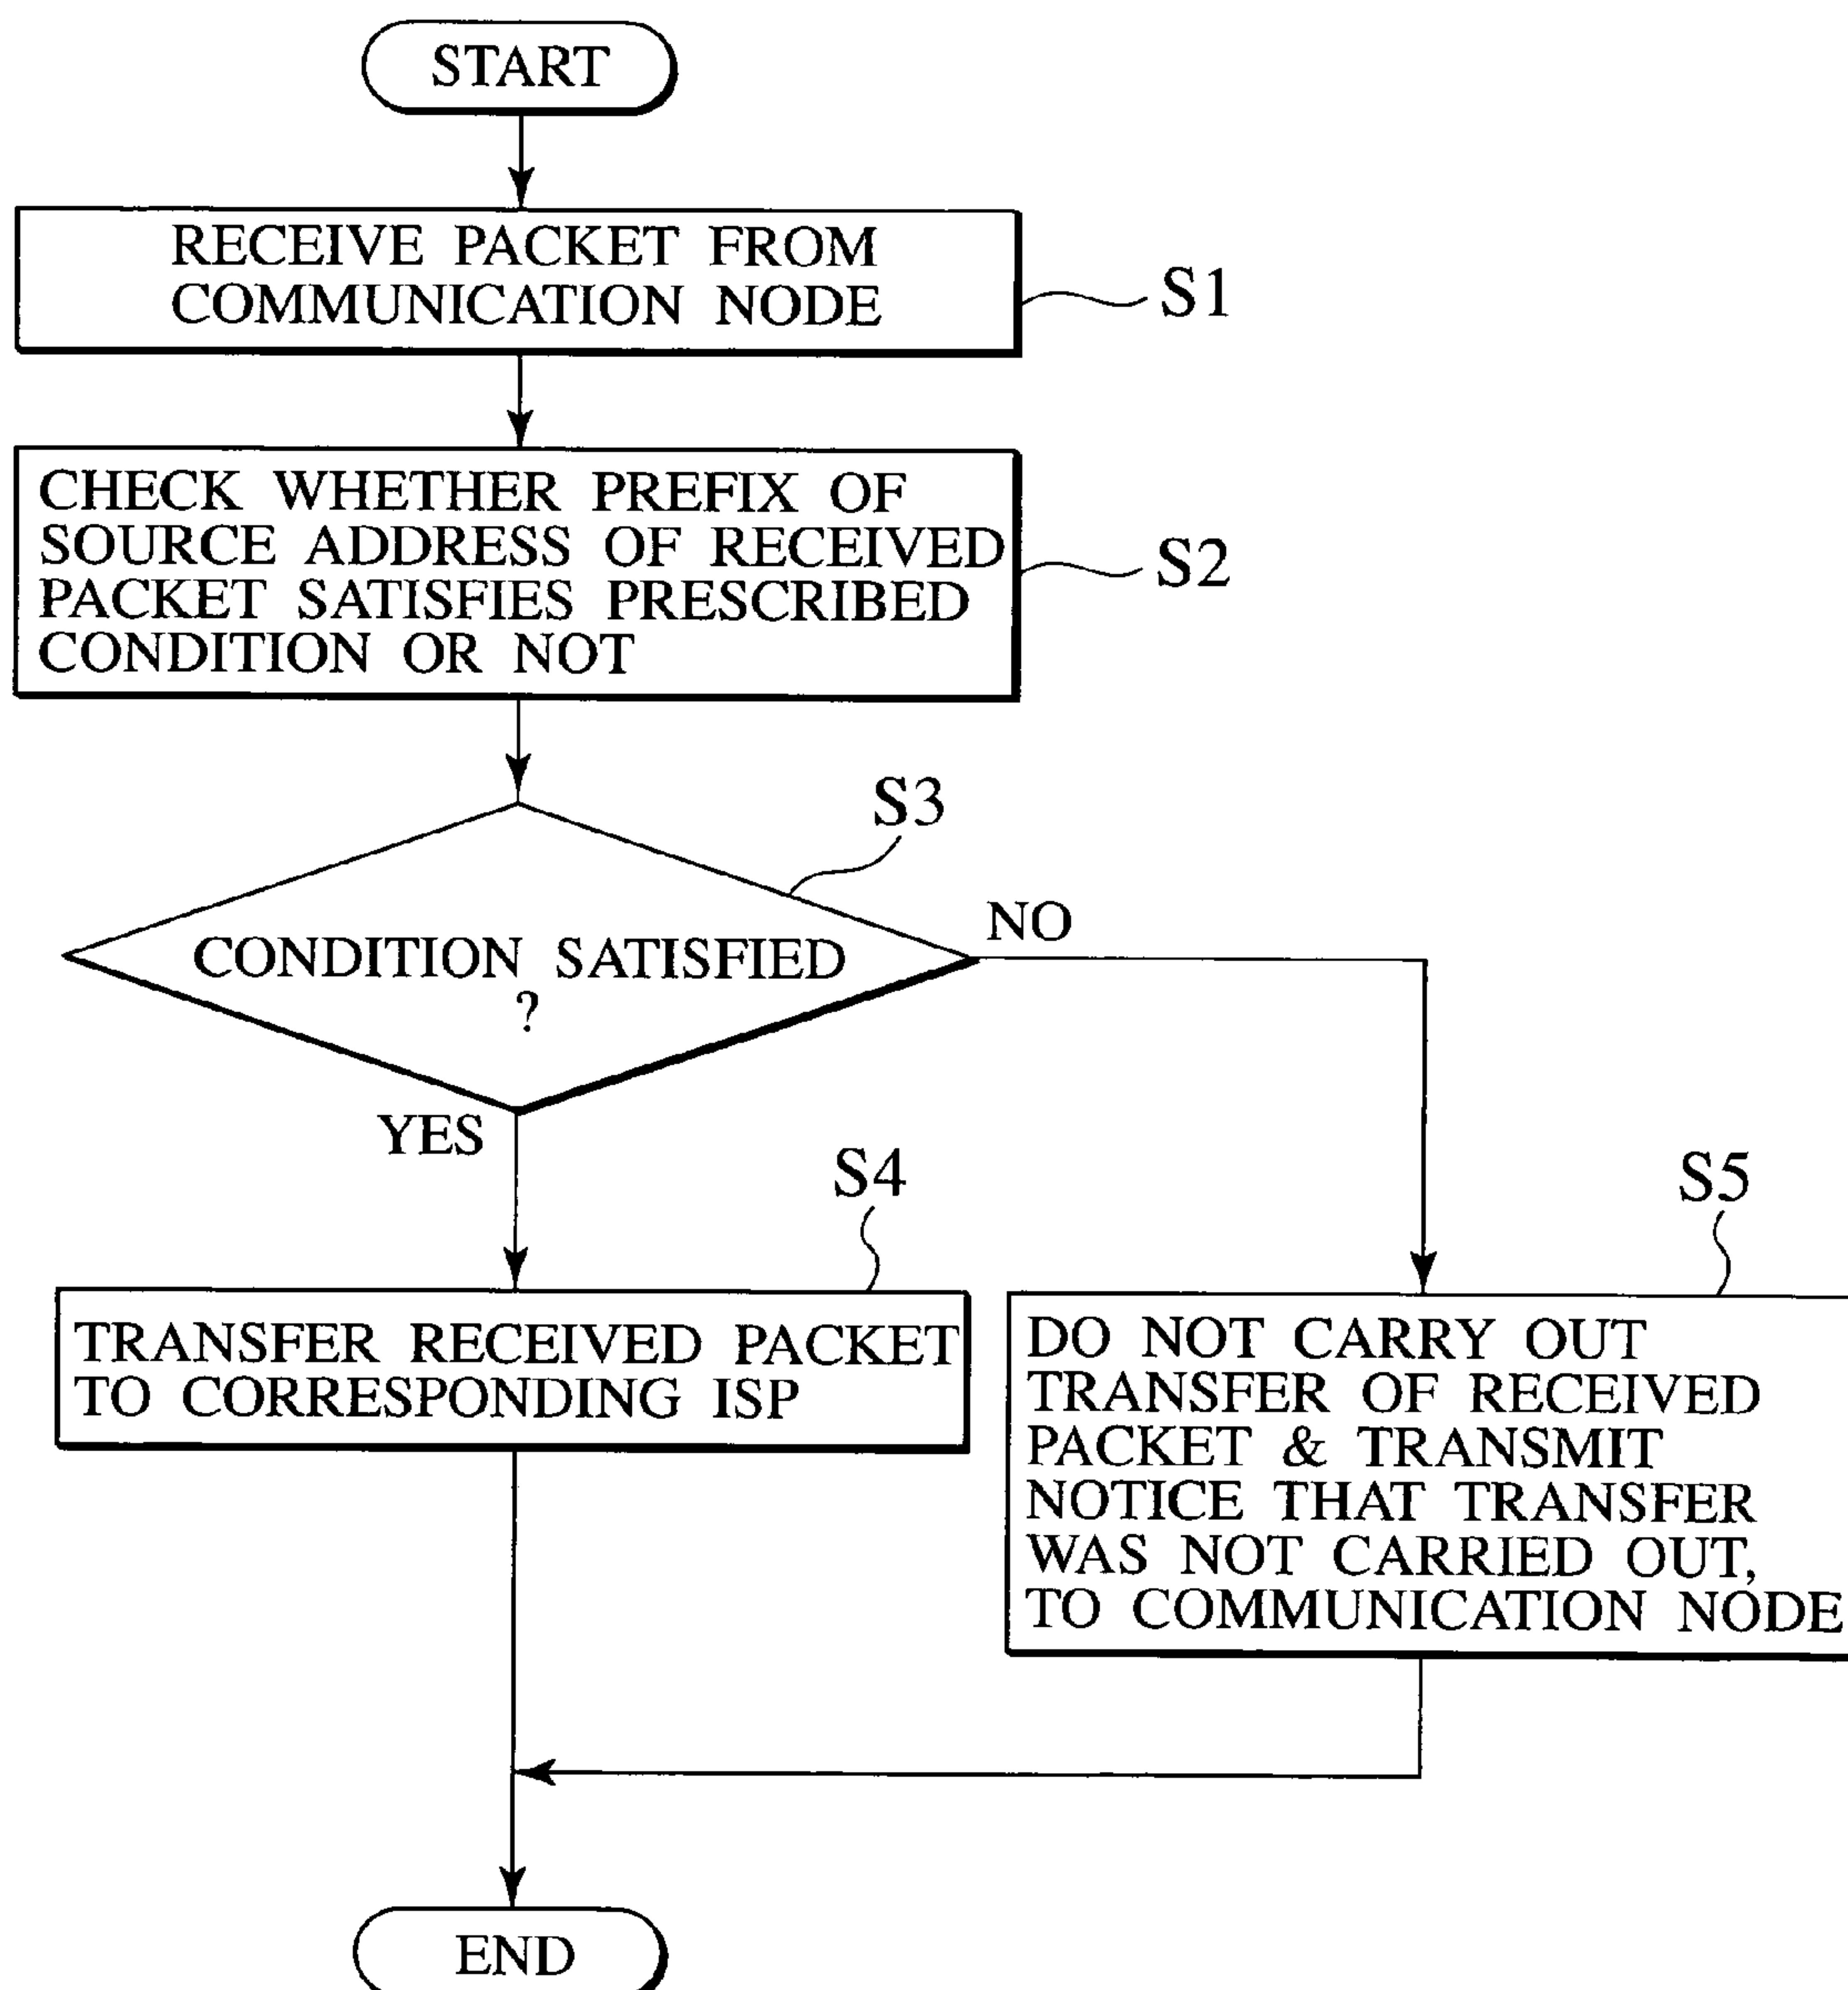 START
RECEIVE PACKET FROM
COMMUNICATION NODE
S1
CHECK WHETHER PREFIX OF
SOURCE ADDRESS OF RECEIVED
PACKET SATISFIES PRESCRIBED
CONDITION OR NOT
S2
S3
CONDITION SATISFIED
?
NO
YES
S4
TRANSFER RECEIVED PACKET
TO CORRESPONDING ISP
S5
DO NOT CARRY OUT
TRANSFER OF RECEIVED
PACKET & TRANSMIT
NOTICE THAT TRANSFER
WAS NOT CARRIED OUT,
TO COMMUNICATION NODE
END